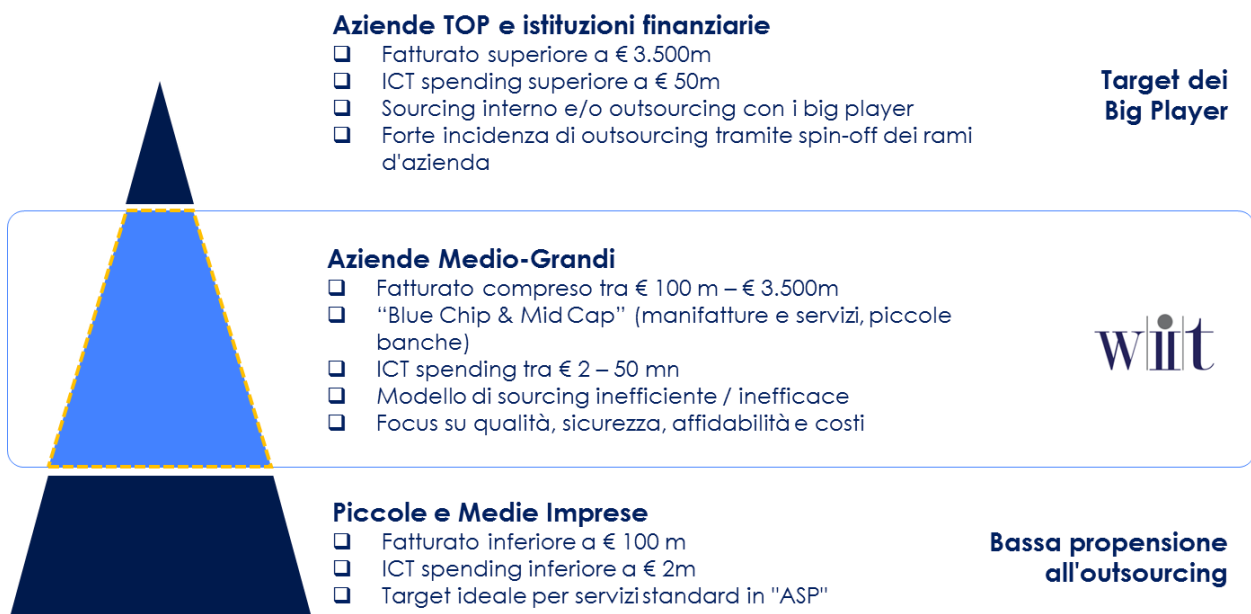 Aziende TOP e istituzioni finanziarie
❑ Fatturato superiore a € 3.500m
❑ ICT spending superiore a € 50m
❑ Sourcing interno e/o outsourcing con i big player
❑ Forte incidenza di outsourcing tramite spin-off dei rami
d'azienda
Target dei
Big Player
Aziende Medio-Grandi
❑ Fatturato compreso tra € 100 m – € 3.500m
❑ “Blue Chip & Mid Cap” (manifatture e servizi, piccole
banche)
❑ ICT spending tra € 2 – 50 mn
❑ Modello di sourcing inefficiente / inefficace
❑ Focus su qualità, sicurezza, affidabilità e costi
w|i|i|t
Piccole e Medie Imprese
❑ Fatturato inferiore a € 100 m
❑ ICT spending inferiore a € 2m
❑ Target ideale per servizi standard in "ASP"
Bassa propensione
all'outsourcing